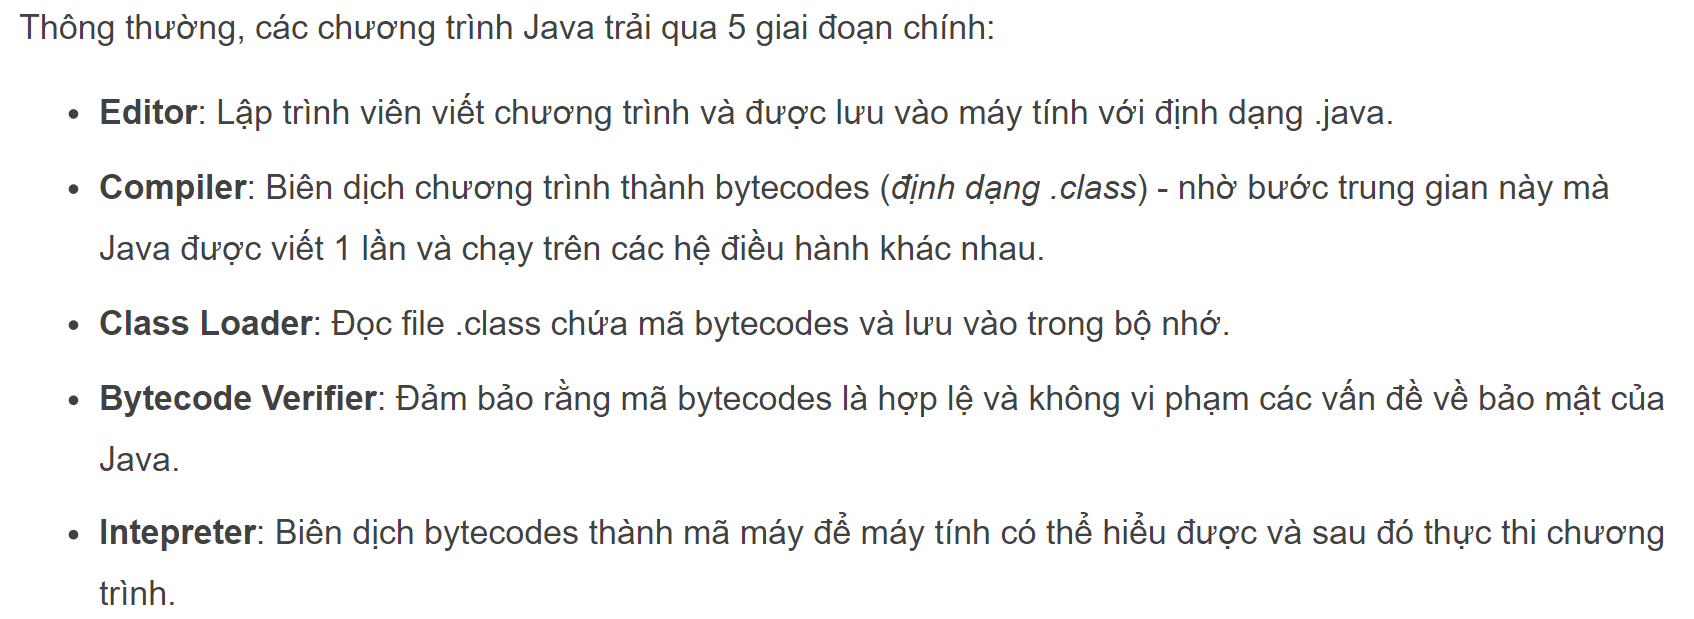 Thông thường, các chương trình Java trải qua 5 giai đoạn chính:
• Editor: Lập trình viên viết chương trình và được lưu vào máy tính với định dạng .java.
• Compiler: Biên dịch chương trình thành bytecodes (định dạng .class) - nhờ bước trung gian này mà
Java được viết 1 lần và chạy trên các hệ điều hành khác nhau.
• Class Loader: Đọc file .class chứa mã bytecodes và lưu vào trong bộ nhớ.
• Bytecode Verifier: Đảm bảo rằng mã bytecodes là hợp lệ và không vi phạm các vấn đề về bảo mật của
Java.
• Intepreter: Biên dịch bytecodes thành mã máy để máy tính có thể hiểu được và sau đó thực thi chương
trình.